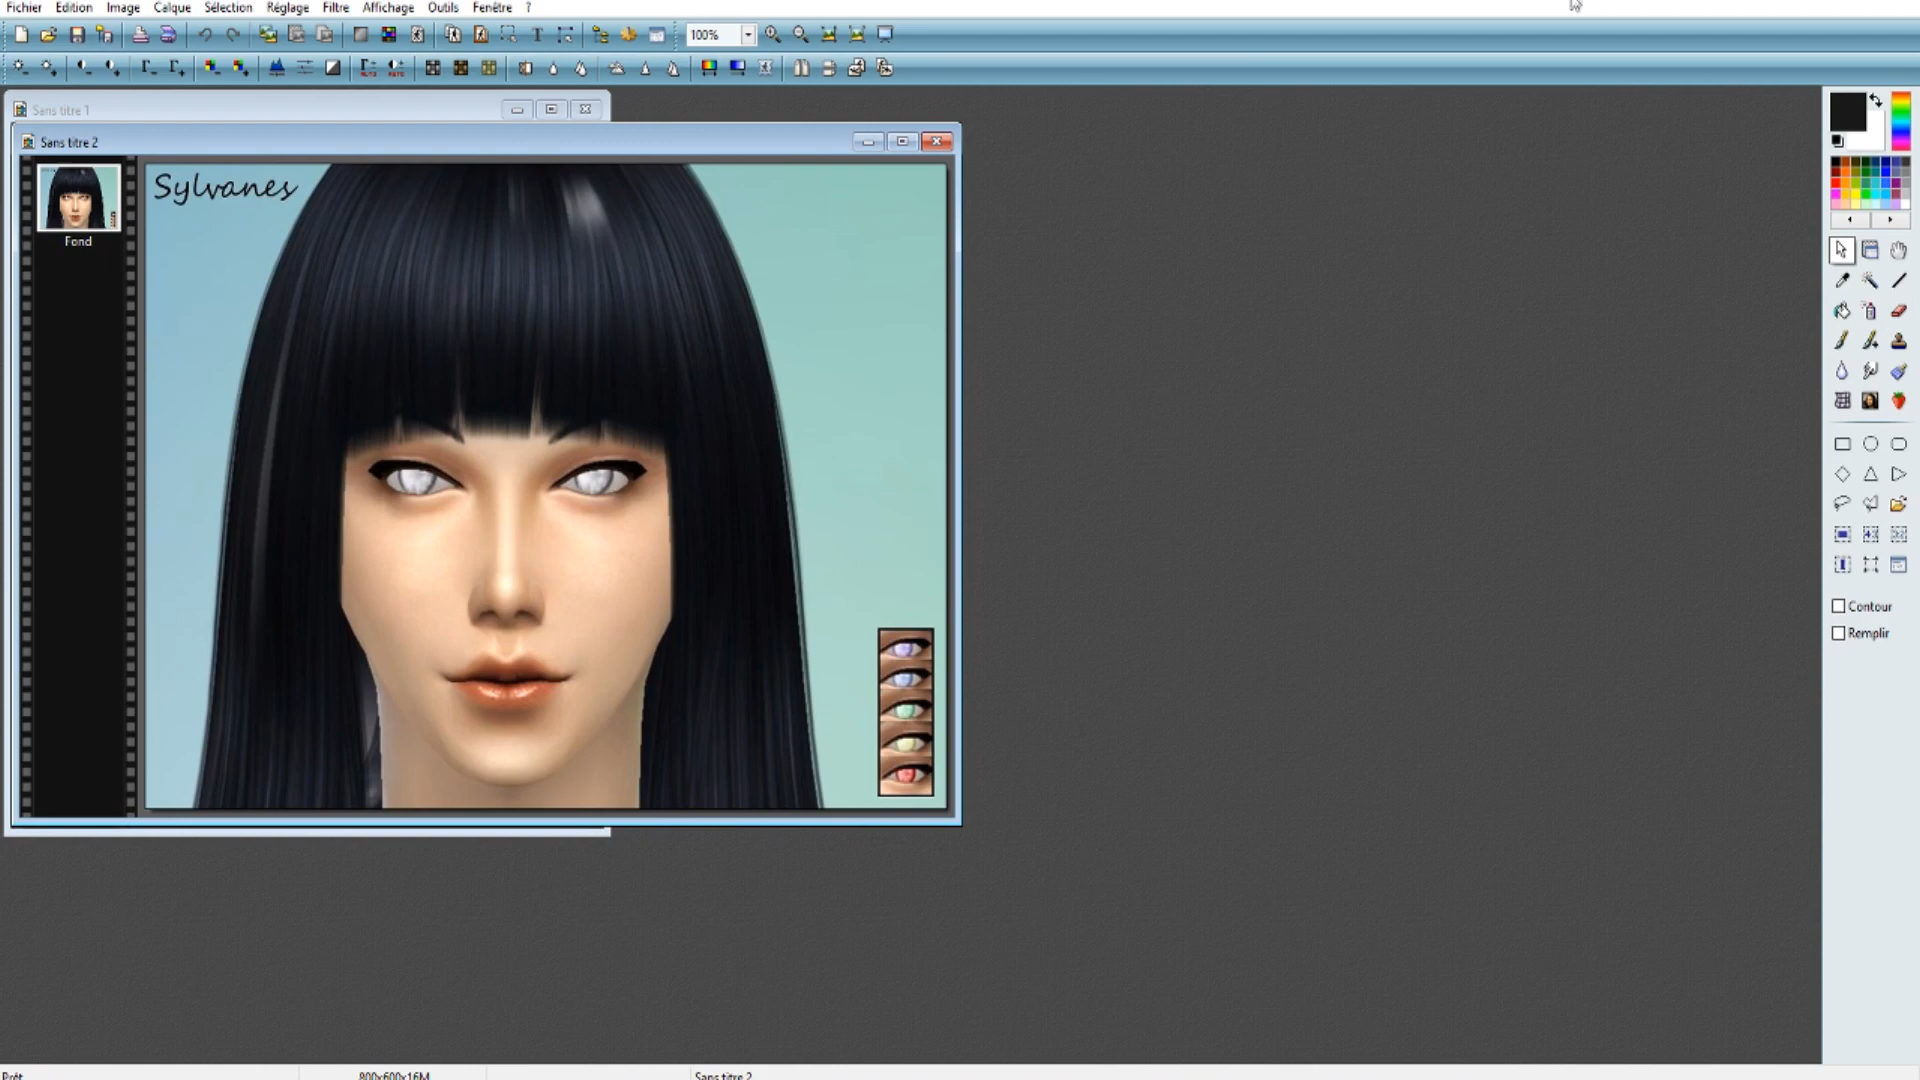 Fichier Edition Image Calque Sélection Réglage Filtre Affichage Outils Fenêtre ?
100%
Sans titre 1
Sans titre 2
Sylvanes
Fond
Contour
Remplir
Prêt 800x600x16M Sans titre 2